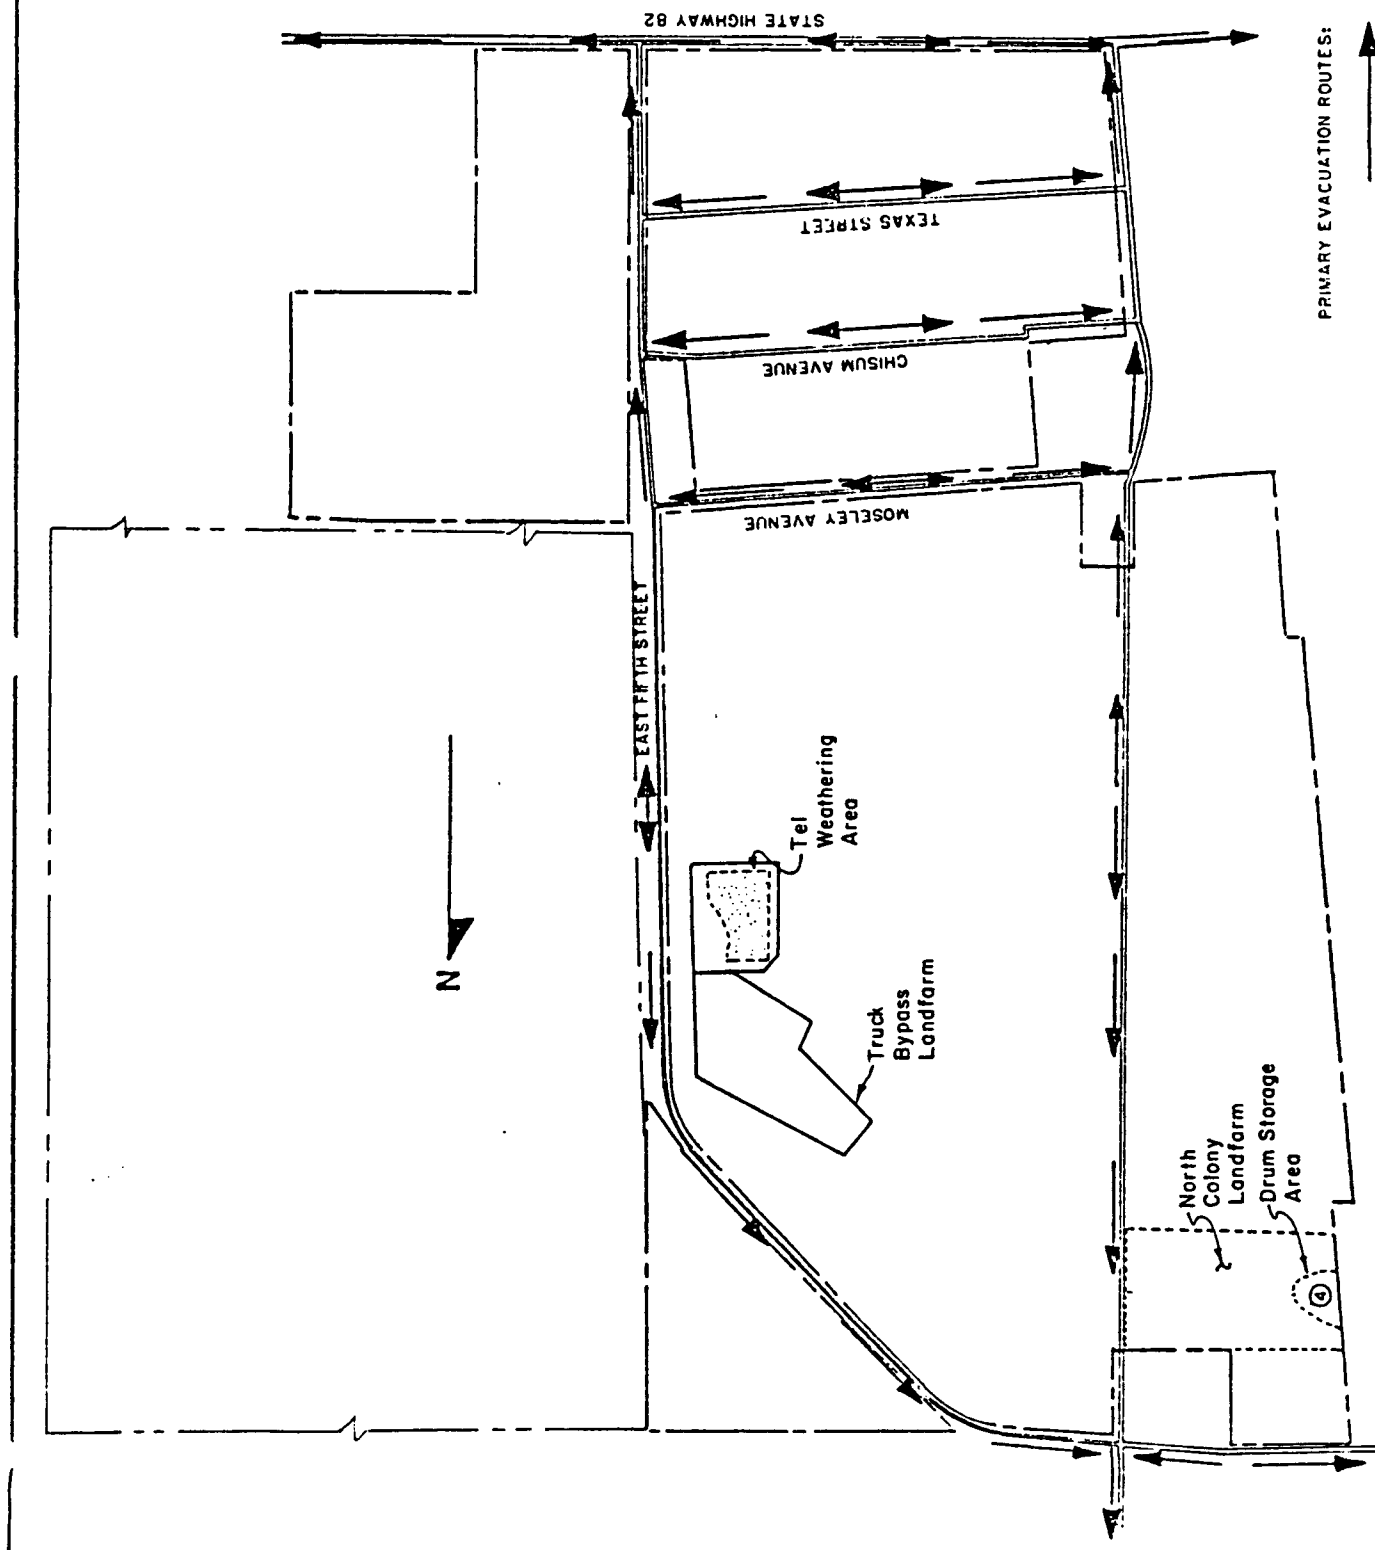 STATE HIGHWAY 82
PRIMARY EVACUATION ROUTES:
TEXAS STREET
CHISUM AVENUE
MOSELEY AVENUE
EAST FIFTH STREET
N
Tel
Weathering
Area
Truck
Bypass
Landfarm
North
Colony
Landfarm
Drum Storage
Area
4